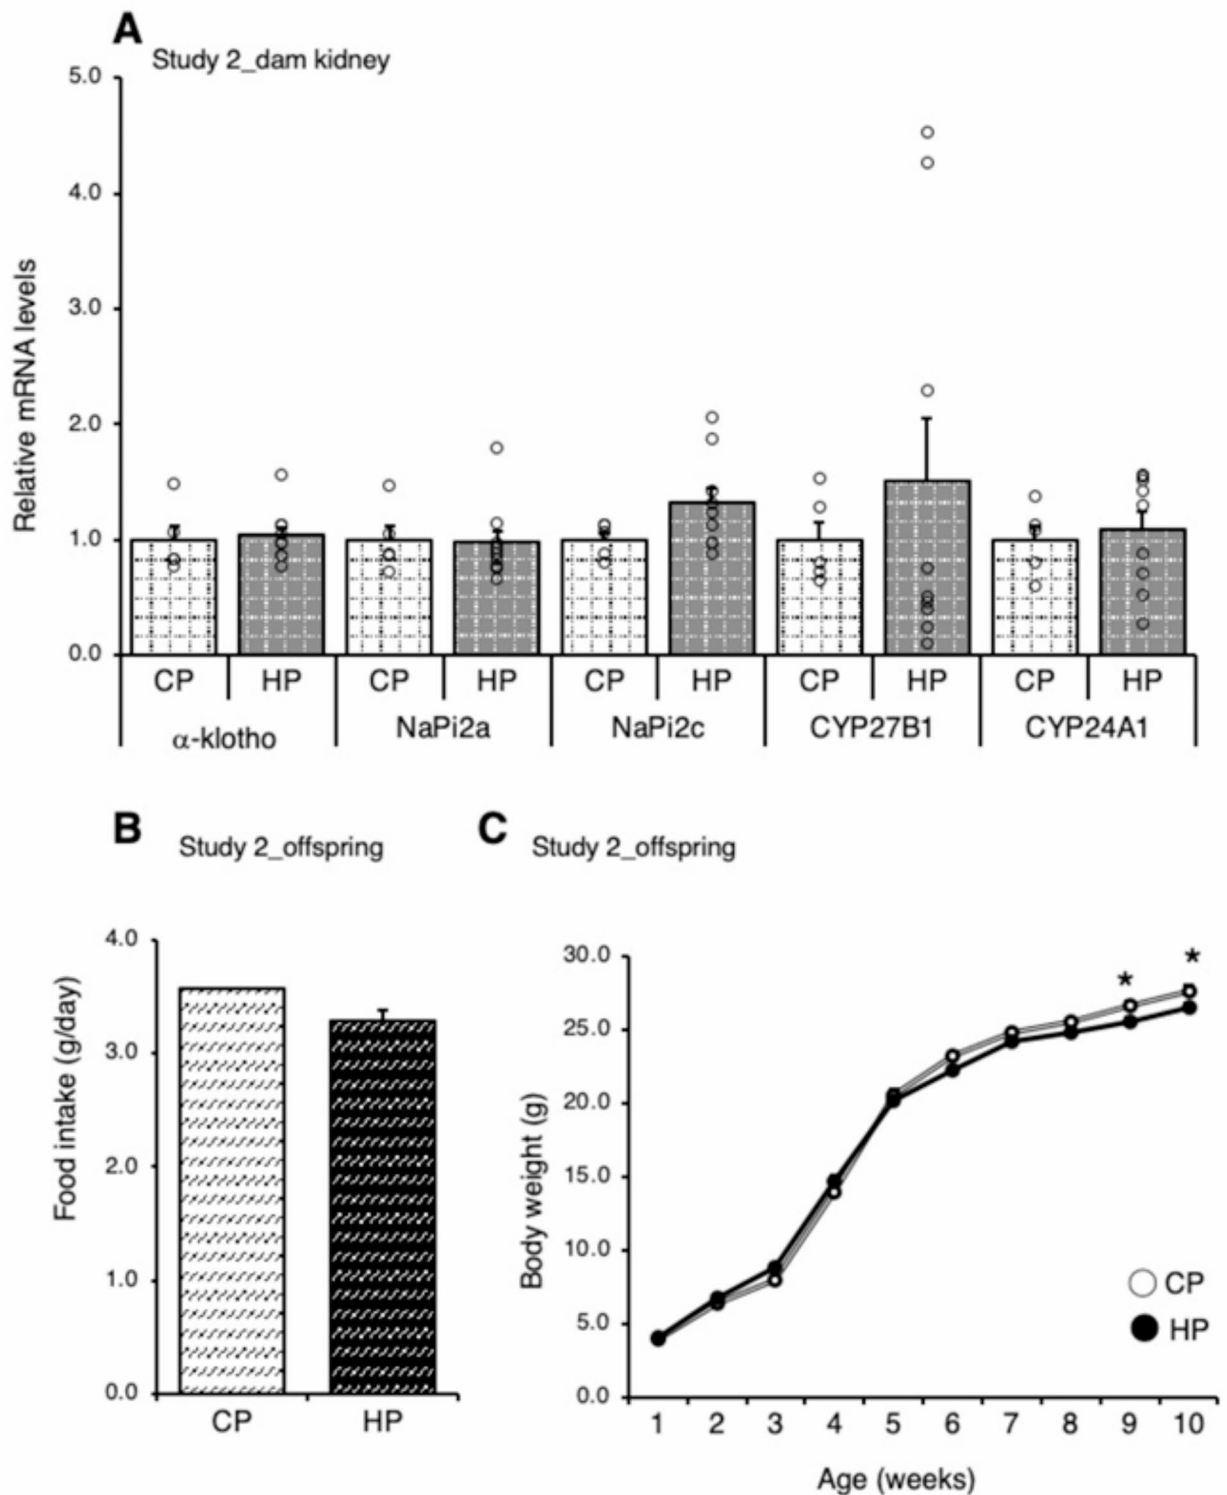 A
Study 2_dam kidney
Relative mRNA levels
5.0
4.0
3.0
2.0
1.0
0.0
CP HP CP HP CP HP CP HP CP HP
α-klotho NaPi2a NaPi2c CYP27B1 CYP24A1
B
Study 2_offspring
Food intake (g/day)
4.0
3.0
2.0
1.0
0.0
CP HP
C
Study 2_offspring
Body weight (g)
30.0
25.0
20.0
15.0
10.0
5.0
0.0
* *
CP
HP
1 2 3 4 5 6 7 8 9 10
Age (weeks)